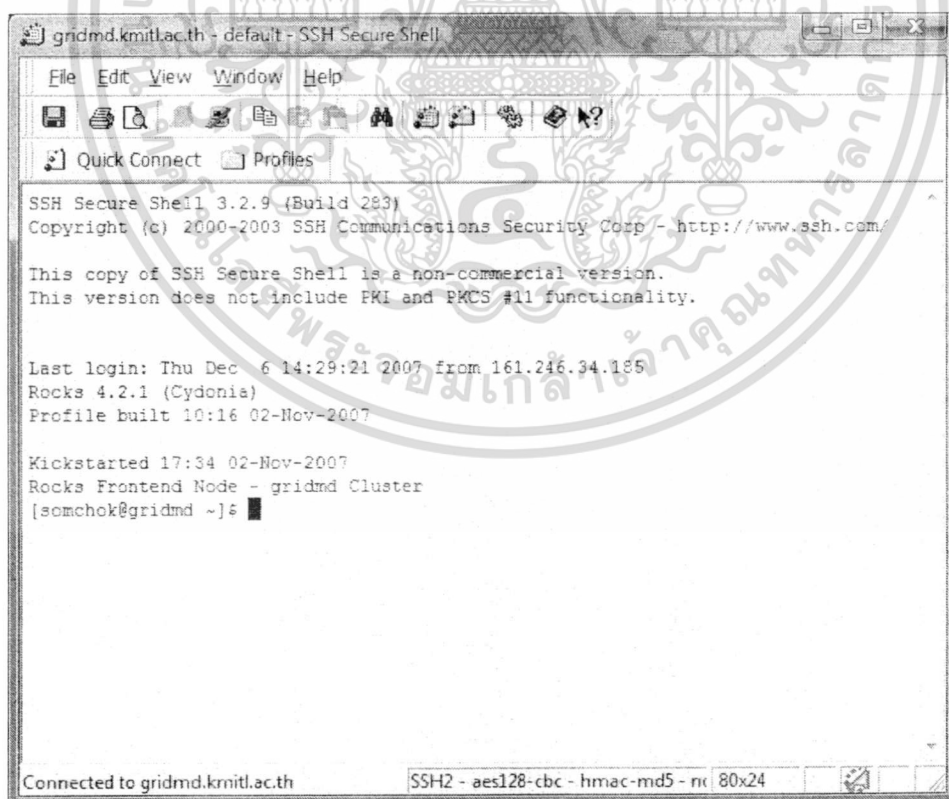 gridmd.kmitl.ac.th - default - SSH Secure Shell
File Edit View Window Help
Quick Connect Profiles
SSH Secure Shell 3.2.9 (Build 283)
Copyright (c) 2000-2003 SSH Communications Security Corp - http://www.ssh.com/
This copy of SSH Secure Shell is a non-commercial version.
This version does not include PKI and PKCS #11 functionality.
Last login: Thu Dec 6 14:29:21 2007 from 161.246.34.185
Rocks 4.2.1 (Cydonia)
Profile built 10:16 02-Nov-2007
Kickstarted 17:34 02-Nov-2007
Rocks Frontend Node - gridmd Cluster
[somchok@gridmd ~]$
Connected to gridmd.kmitl.ac.th
SSH2 - aes128-cbc - hmac-md5 - nc 80x24